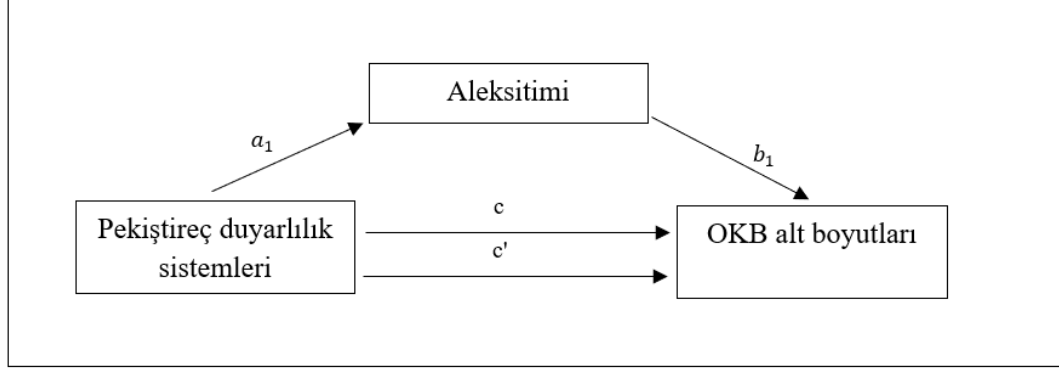 Aleksitimi
a₁
b₁
Pekiştireç duyarlılık
sistemleri
c
c'
OKB alt boyutları